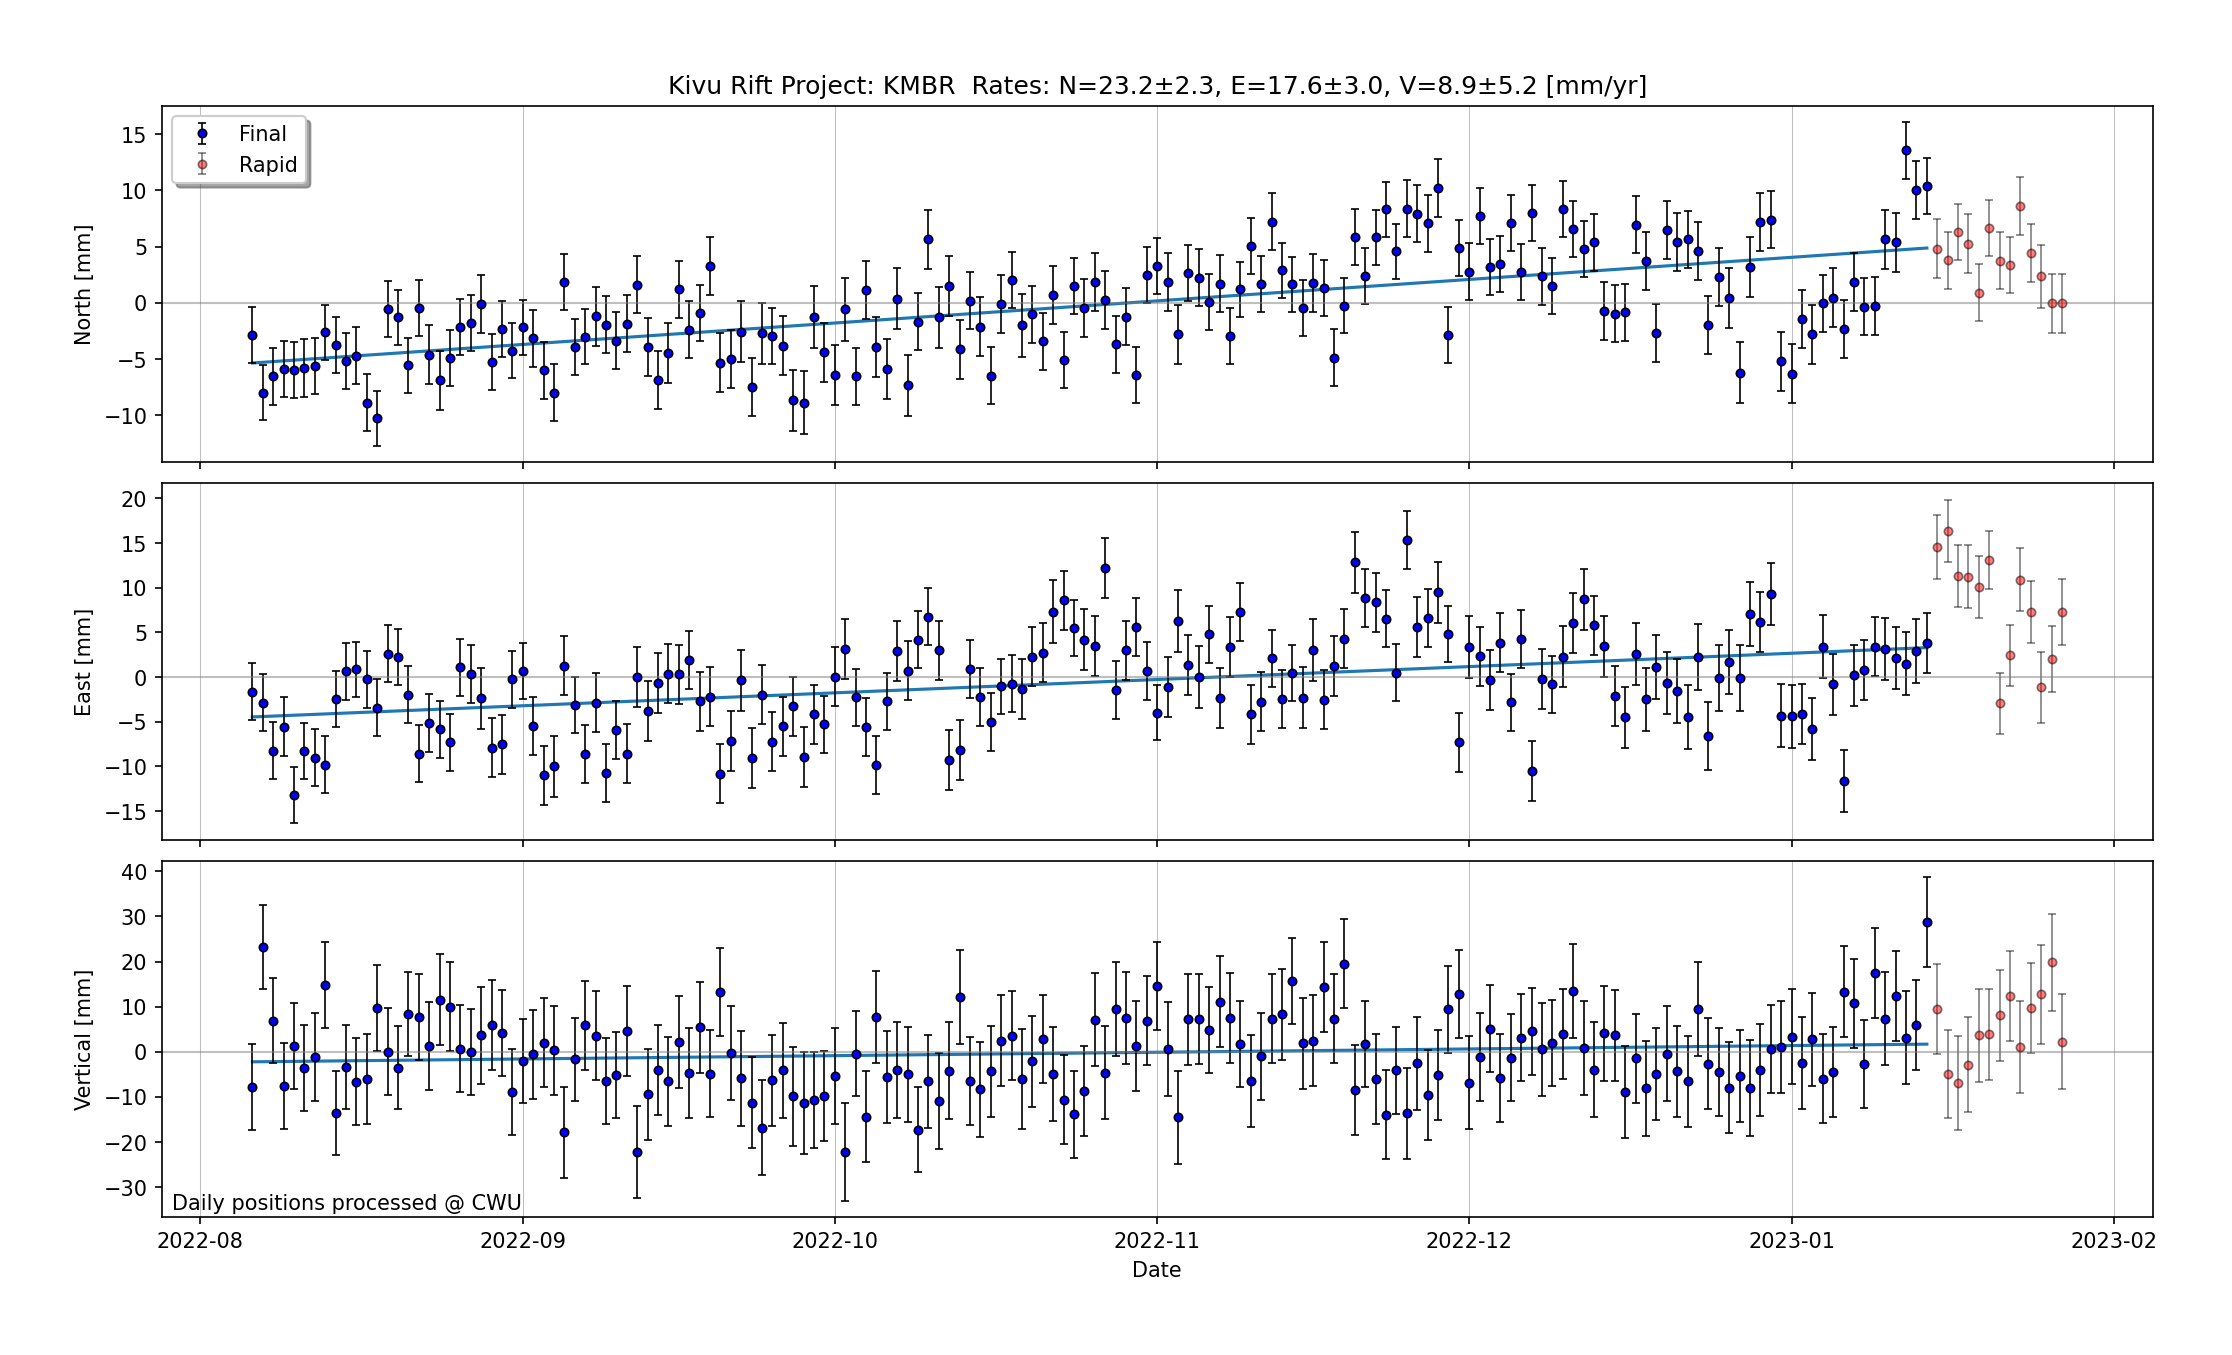 Kivu Rift Project: KMBR  Rates: N=23.2±2.3, E=17.6±3.0, V=8.9±5.2 [mm/yr]
Final
Rapid
North [mm]
15
10
5
0
−5
−10
East [mm]
20
15
10
5
0
−5
−10
−15
Vertical [mm]
40
30
20
10
0
−10
−20
−30
Daily positions processed @ CWU
2022-08 2022-09 2022-10 2022-11 2022-12 2023-01 2023-02
Date